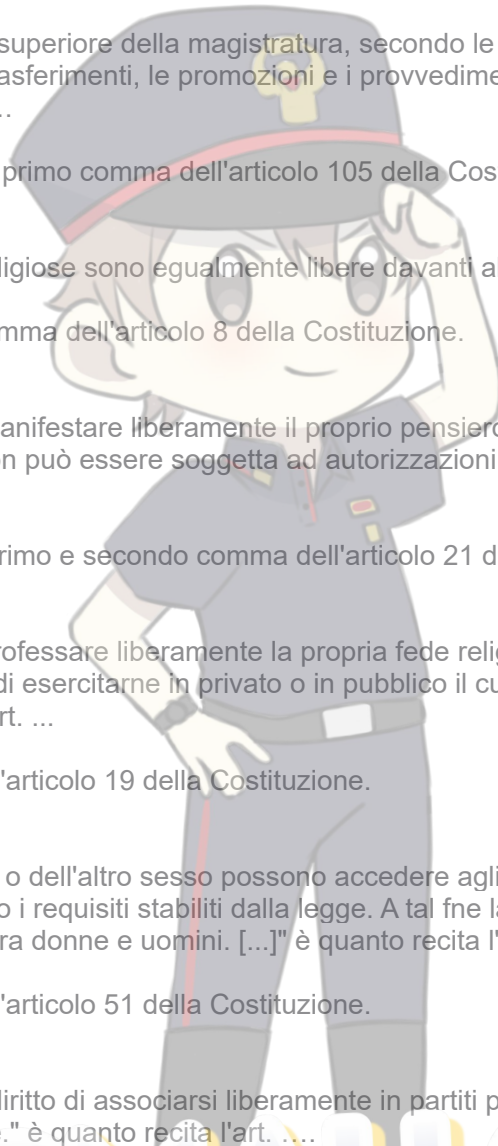 superiore della magistratura, secondo le
asferimenti, le promozioni e i provvedime
..
primo comma dell'articolo 105 della Cos
ligiose sono egualmente libere davanti al
mma dell'articolo 8 della Costituzione.
anifestare liberamente il proprio pensiero
n può essere soggetta ad autorizzazioni
rimo e secondo comma dell'articolo 21 d
rofessare liberamente la propria fede relig
di esercitarne in privato o in pubblico il cu
rt. ...
l'articolo 19 della Costituzione.
o dell'altro sesso possono accedere agli
o i requisiti stabiliti dalla legge. A tal fne la
ra donne e uomini. [...]" è quanto recita l'
l'articolo 51 della Costituzione.
diritto di associarsi liberamente in partiti p
e." è quanto recita l'art. ....